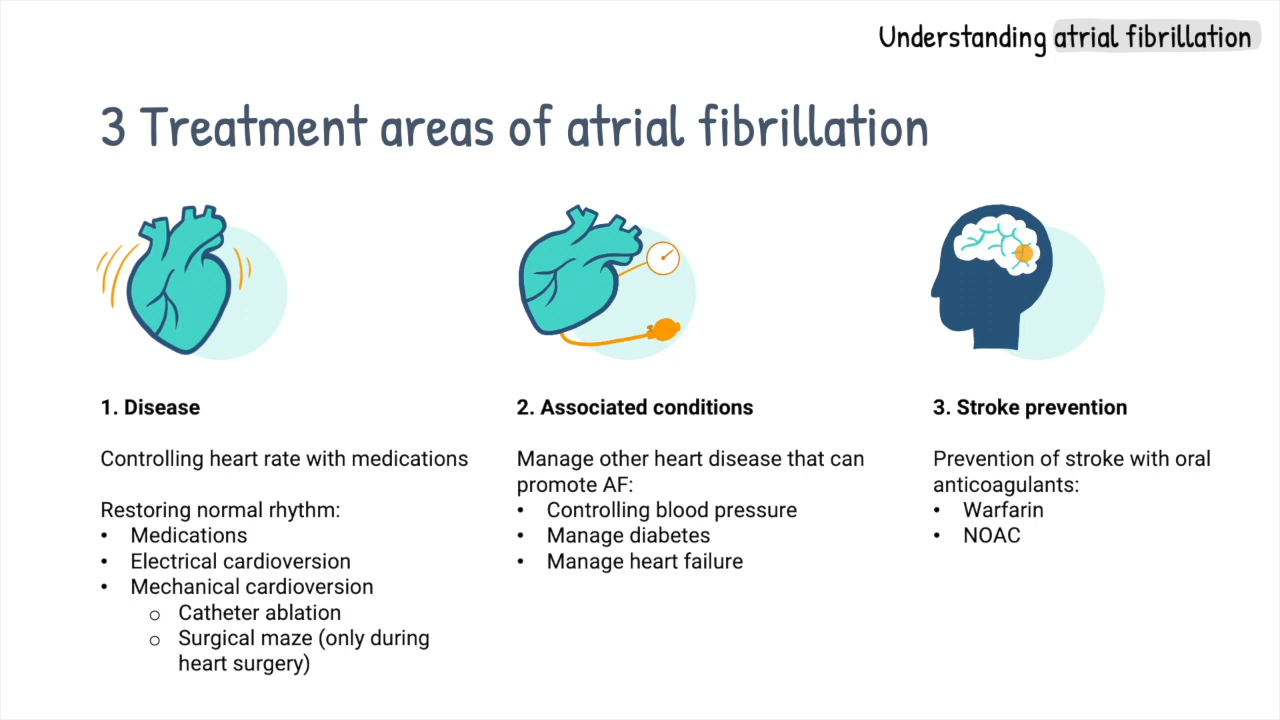 Understanding atrial fibrillation
3 Treatment areas of atrial fibrillation
1. Disease
Controlling heart rate with medications
Restoring normal rhythm:
• Medications
• Electrical cardioversion
• Mechanical cardioversion
o Catheter ablation
o Surgical maze (only during
heart surgery)
2. Associated conditions
Manage other heart disease that can
promote AF:
• Controlling blood pressure
• Manage diabetes
• Manage heart failure
3. Stroke prevention
Prevention of stroke with oral
anticoagulants:
• Warfarin
• NOAC